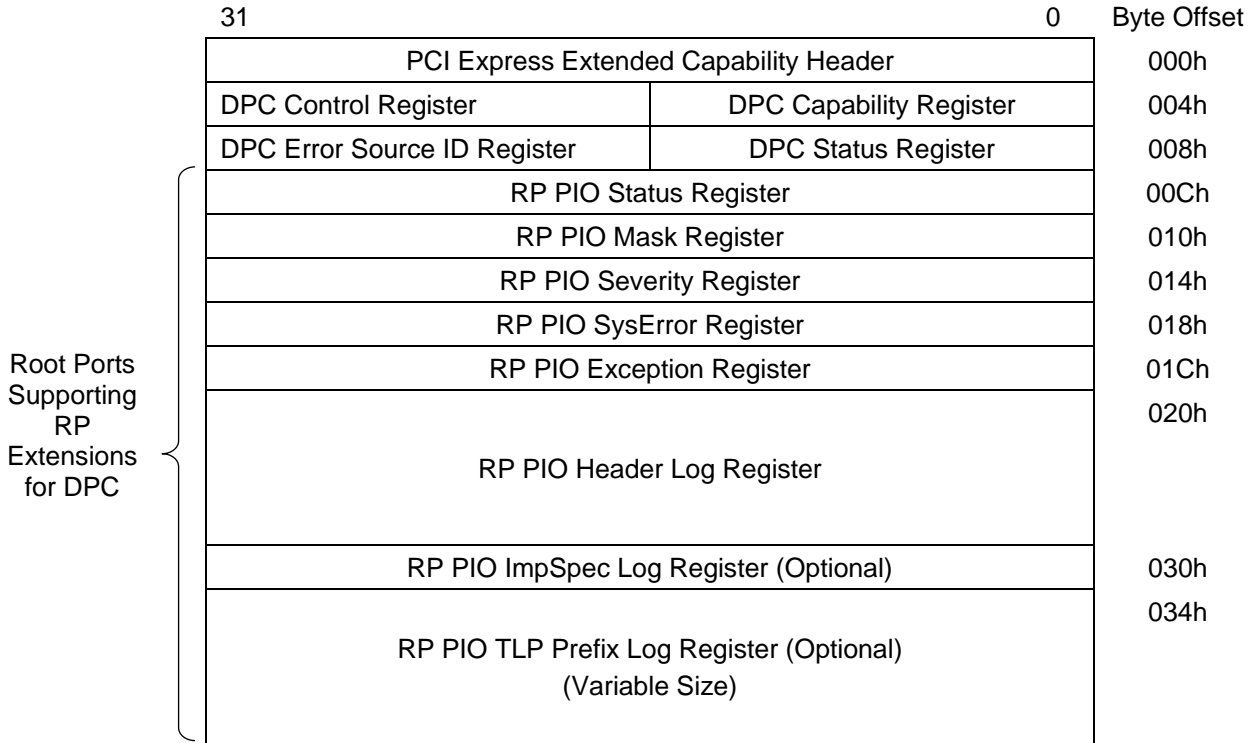 31 0 Byte Offset
PCI Express Extended Capability Header 000h
DPC Control Register DPC Capability Register 004h
DPC Error Source ID Register DPC Status Register 008h
RP PIO Status Register 00Ch
RP PIO Mask Register 010h
RP PIO Severity Register 014h
RP PIO SysError Register 018h
RP PIO Exception Register 01Ch
Root Ports
Supporting
RP
Extensions
for DPC
020h
RP PIO Header Log Register
RP PIO ImpSpec Log Register (Optional) 030h
034h
RP PIO TLP Prefix Log Register (Optional)
(Variable Size)